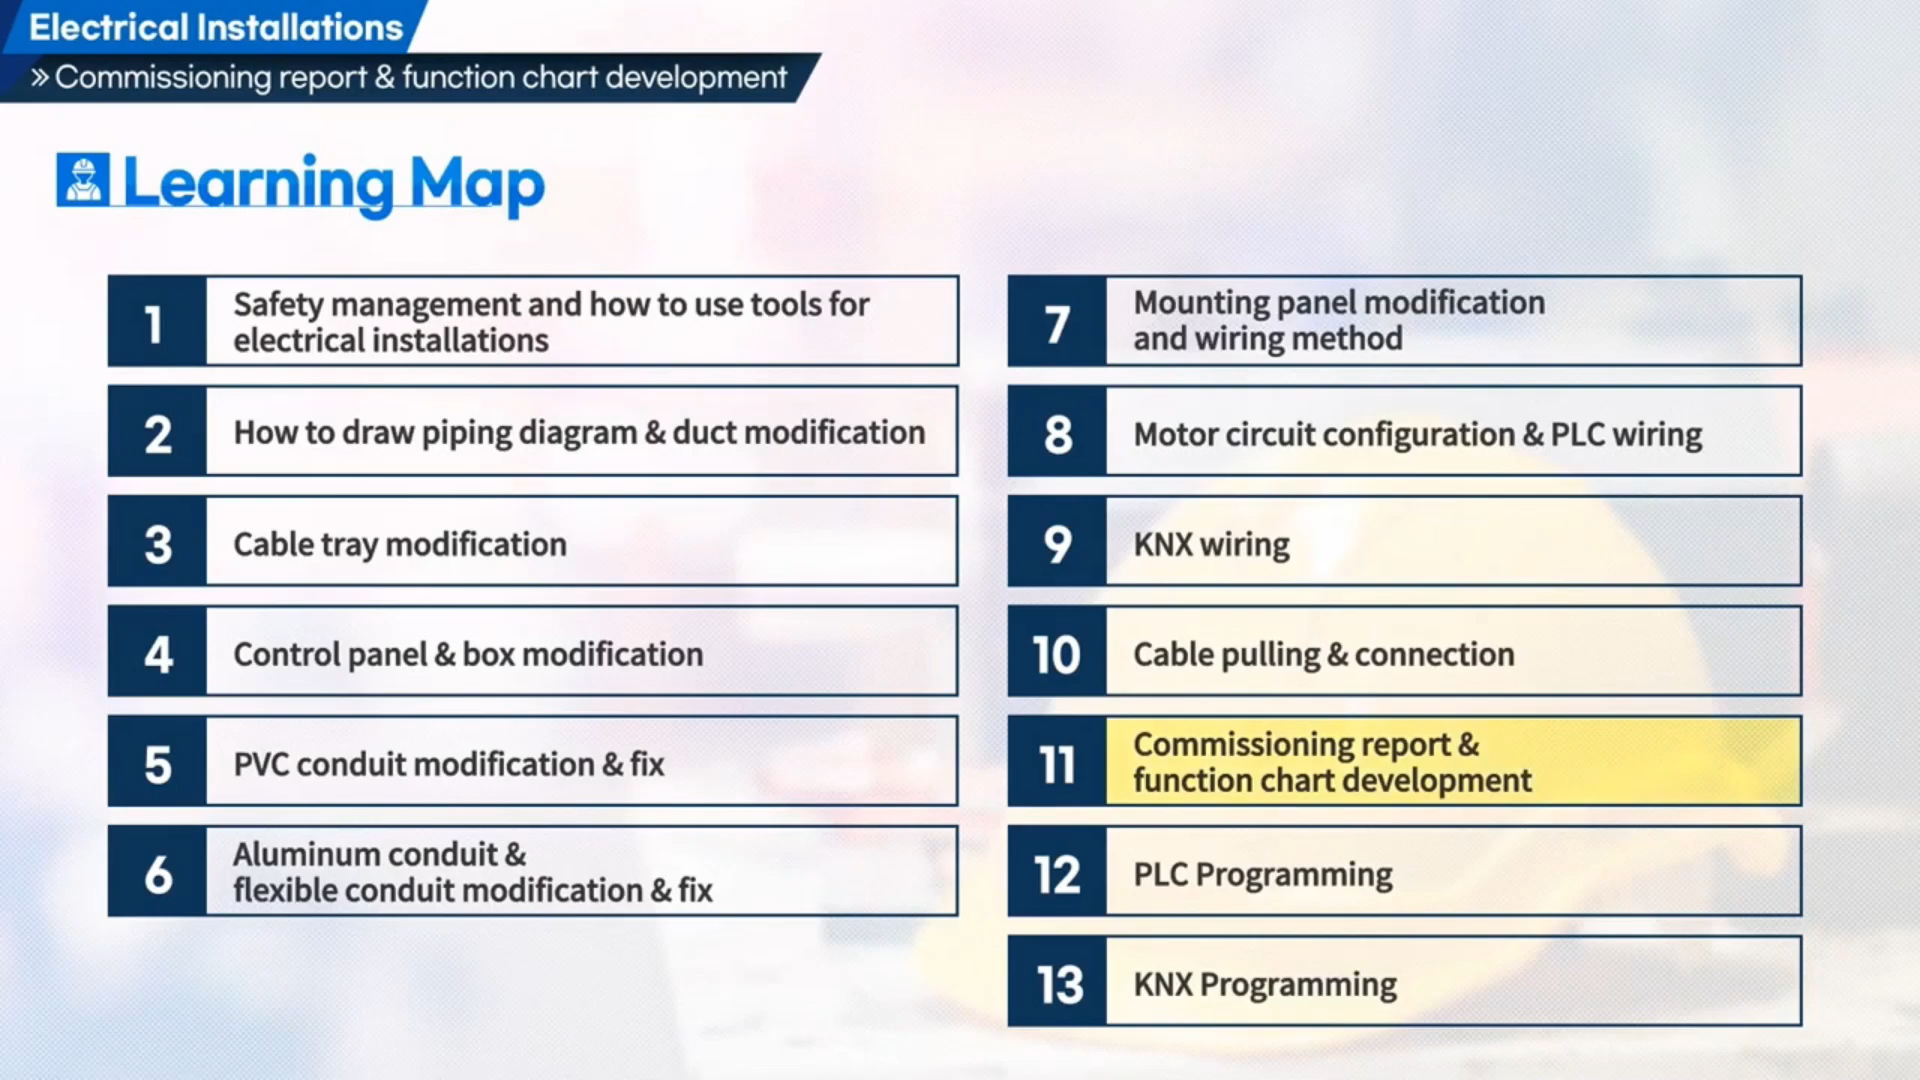 Electrical Installations
» Commissioning report & function chart development
Learning Map
1
Safety management and how to use tools for
electrical installations
2
How to draw piping diagram & duct modification
3
Cable tray modification
4
Control panel & box modification
5
PVC conduit modification & fix
6
Aluminum conduit &
flexible conduit modification & fix
7
Mounting panel modification
and wiring method
8
Motor circuit configuration & PLC wiring
9
KNX wiring
10
Cable pulling & connection
11
Commissioning report &
function chart development
12
PLC Programming
13
KNX Programming